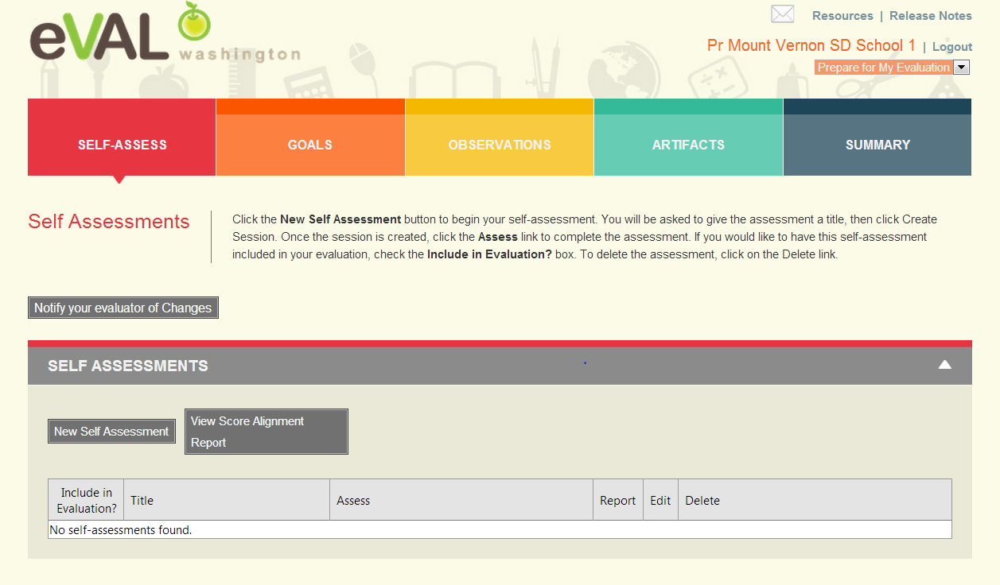 eVAL
washington
Resources | Release Notes
Pr Mount Vernon SD School 1 | Logout
Prepare for My Evaluation
SELF-ASSESS
GOALS
OBSERVATIONS
ARTIFACTS
SUMMARY
Self Assessments
Click the New Self Assessment button to begin your self-assessment. You will be asked to give the assessment a title, then click Create
Session. Once the session is created, click the Assess link to complete the assessment. If you would like to have this self-assessment
included in your evaluation, check the Include in Evaluation? box. To delete the assessment, click on the Delete link.
Notify your evaluator of Changes
SELF ASSESSMENTS
New Self Assessment
View Score Alignment
Report
Include in
Evaluation?
Title
Assess
Report
Edit
Delete
No self-assessments found.